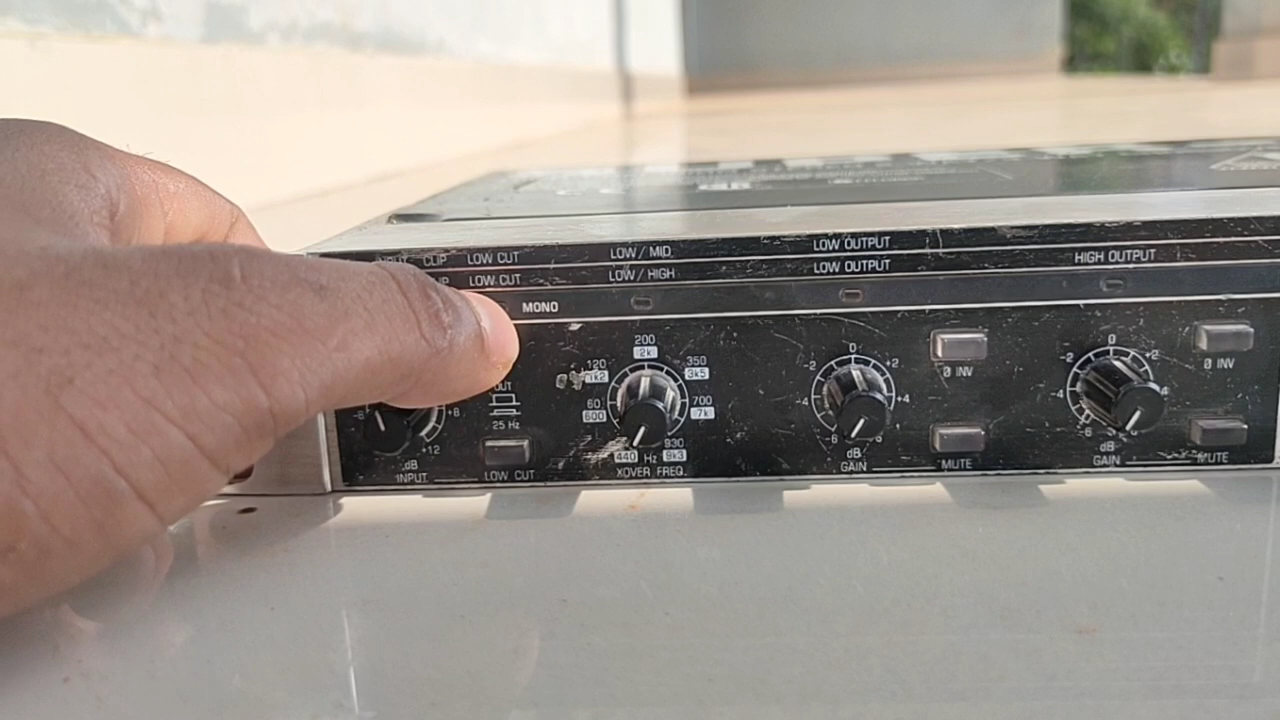 INPUT CLIP LOW CUT LOW / MID LOW OUTPUT
LOW CUT LOW/HIGH LOW OUTPUT HIGH OUTPUT
MONO
200
2k
120
1k2
350
3k5
60
600
700
7k
440 Hz
930
9k3
XOVER FREQ.
OUT
25 Hz
LOW CUT
-8
+8
+12
dB
INPUT
0
-2
+2
-4
+4
-6
6
dB
GAIN
Ø INV
MUTE
0
-2
+2
-4
4
-6
dB
GAIN
Ø INV
MUTE